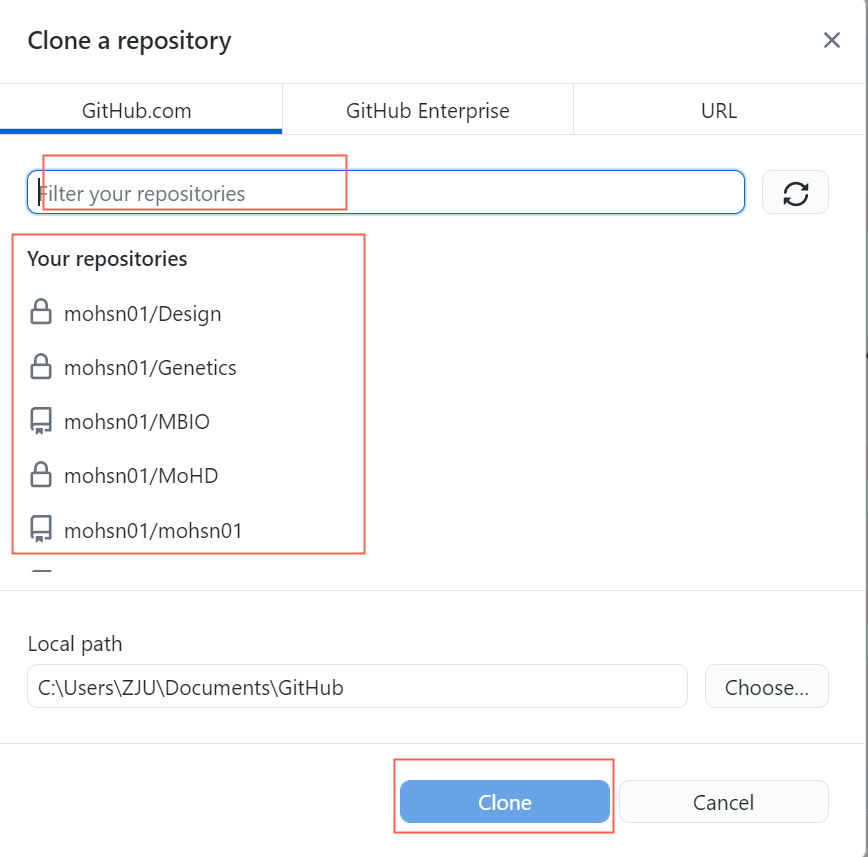 Clone a repository
GitHub.com
GitHub Enterprise
URL
Filter your repositories
Your repositories
mohsn01/Design
mohsn01/Genetics
mohsn01/MBIO
mohsn01/MoHD
mohsn01/mohsn01
Local path
C:\Users\ZJU\Documents\GitHub
Choose...
Clone
Cancel